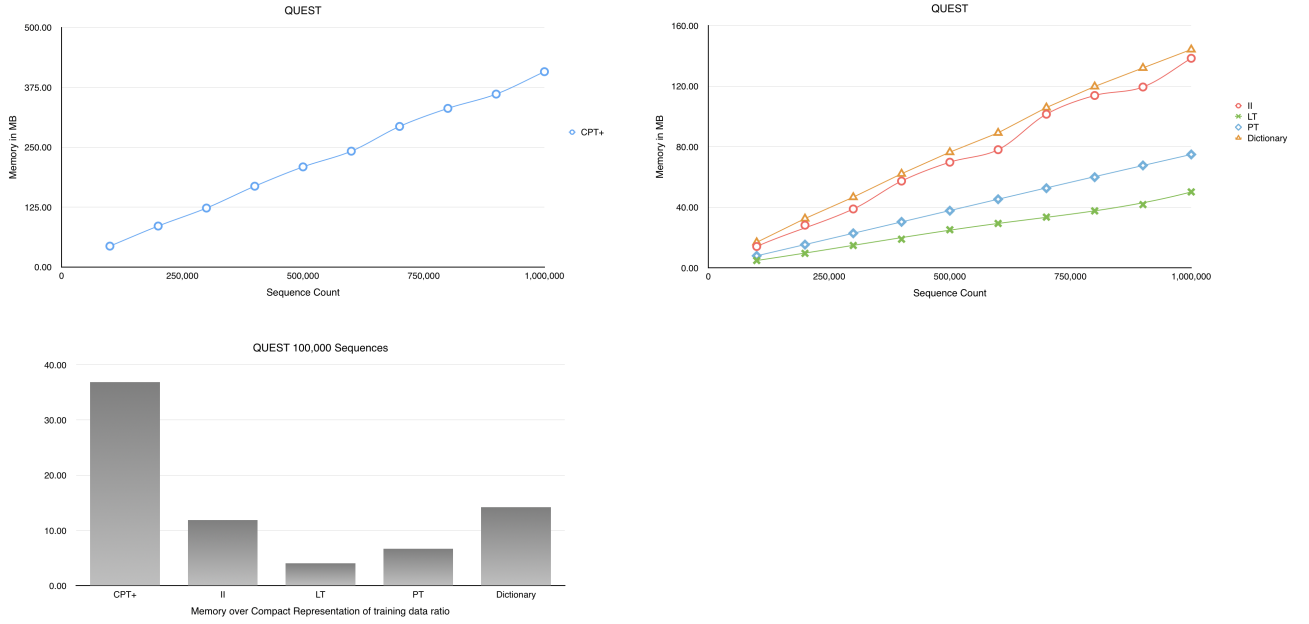 QUEST
500.00
375.00
250.00
125.00
0.00
Memory in MB
0 250,000 500,000 750,000 1,000,000
Sequence Count
CPT+
QUEST
160.00
120.00
80.00
40.00
0.00
Memory in MB
0 250,000 500,000 750,000 1,000,000
Sequence Count
II
LT
PT
Dictionary
QUEST 100,000 Sequences
40.00
30.00
20.00
10.00
0.00
CPT+ II LT PT Dictionary
Memory over Compact Representation of training data ratio